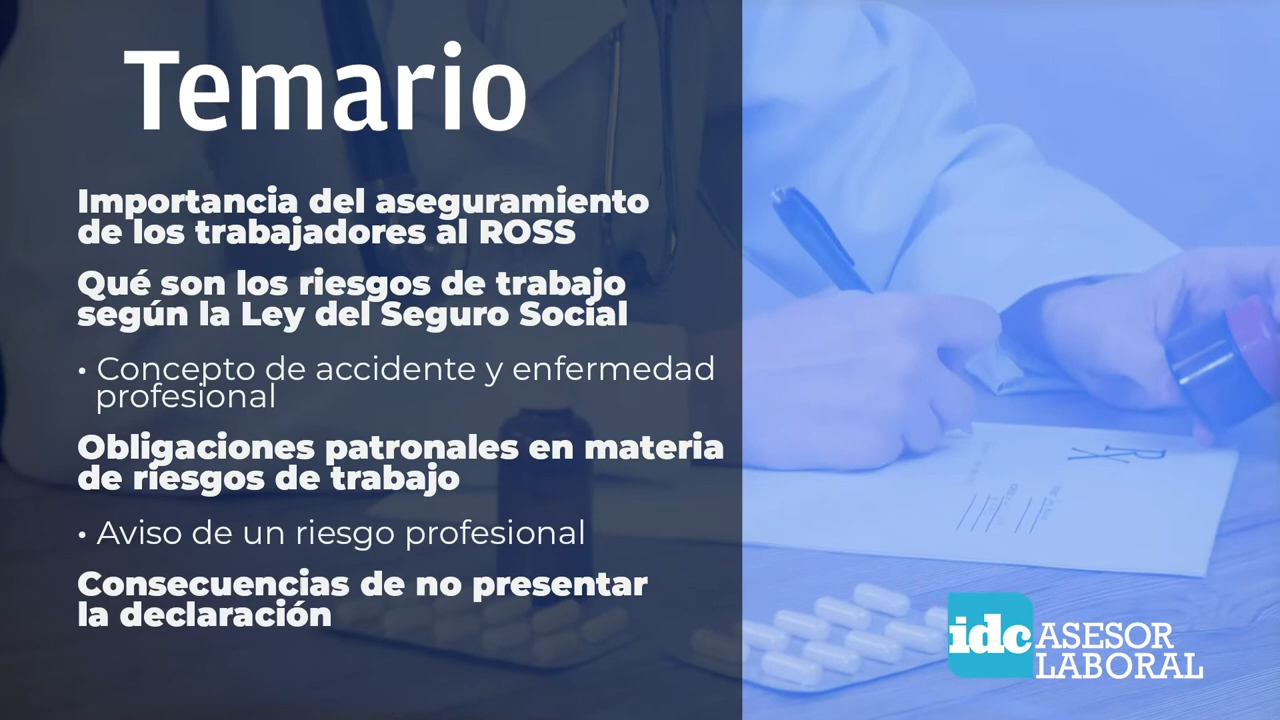 Temario
Importancia del aseguramiento
de los trabajadores al ROSS
Qué son los riesgos de trabajo
según la Ley del Seguro Social
• Concepto de accidente y enfermedad
profesional
Obligaciones patronales en materia
de riesgos de trabajo
• Aviso de un riesgo profesional
Consecuencias de no presentar
la declaración
RX
idc ASESOR
LABORAL